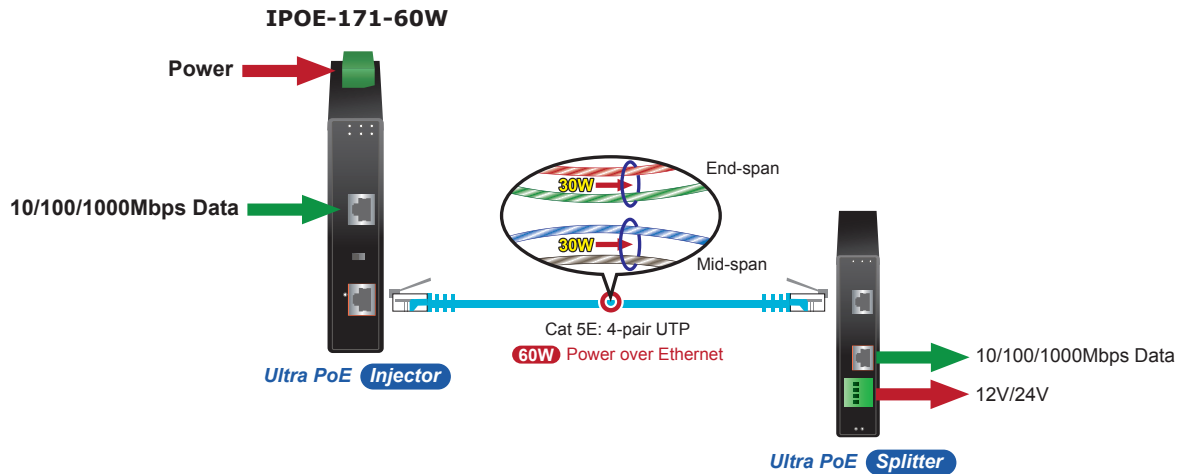 IPOE-171-60W
Power
10/100/1000Mbps Data
End-span
30W
30W
Mid-span
Cat 5E: 4-pair UTP
60W Power over Ethernet
Ultra PoE Injector
10/100/1000Mbps Data
12V/24V
Ultra PoE Splitter